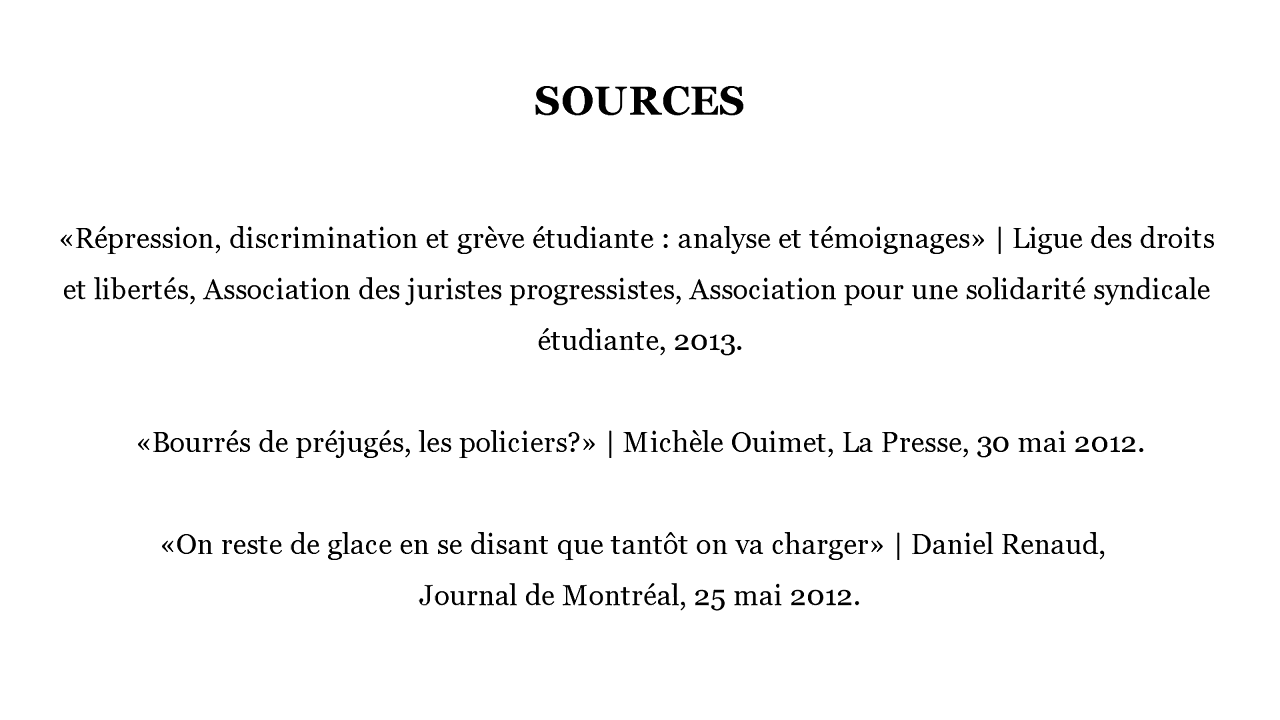 SOURCES
«Répression, discrimination et grève étudiante : analyse et témoignages» | Ligue des droits
et libertés, Association des juristes progressistes, Association pour une solidarité syndicale
étudiante, 2013.
«Bourrés de préjugés, les policiers?» | Michèle Ouimet, La Presse, 30 mai 2012.
«On reste de glace en se disant que tantôt on va charger» | Daniel Renaud,
Journal de Montréal, 25 mai 2012.